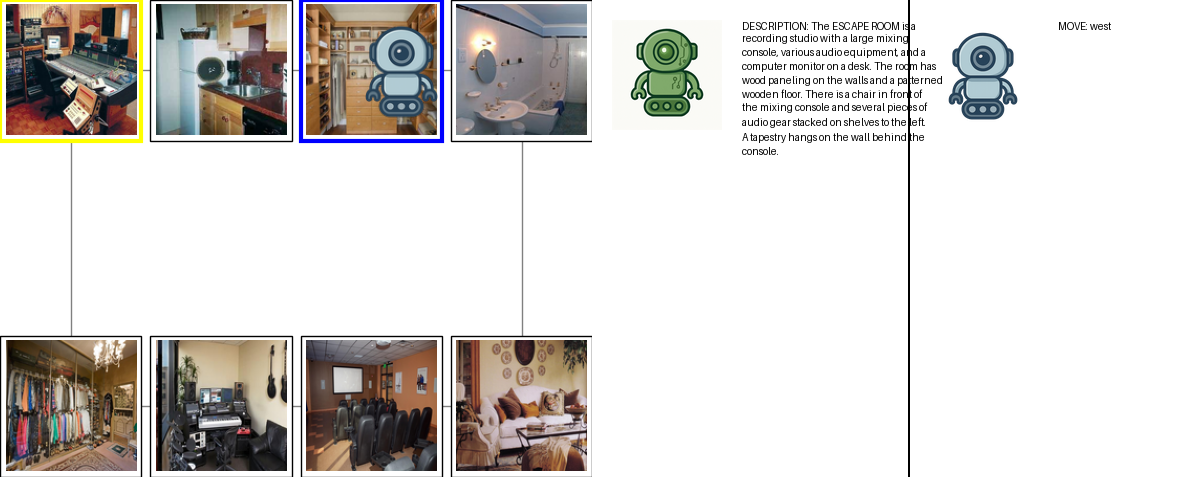 DESCRIPTION: The ESCAPE ROOM is a
recording studio with a large mixing
console, various audio equipment, and a
computer monitor on a desk. The room has
wood paneling on the walls and a patterned
wooden floor. There is a chair in front of
the mixing console and several pieces of
audio gear stacked on shelves to the left.
A tapestry hangs on the wall behind the
console.
MOVE: west